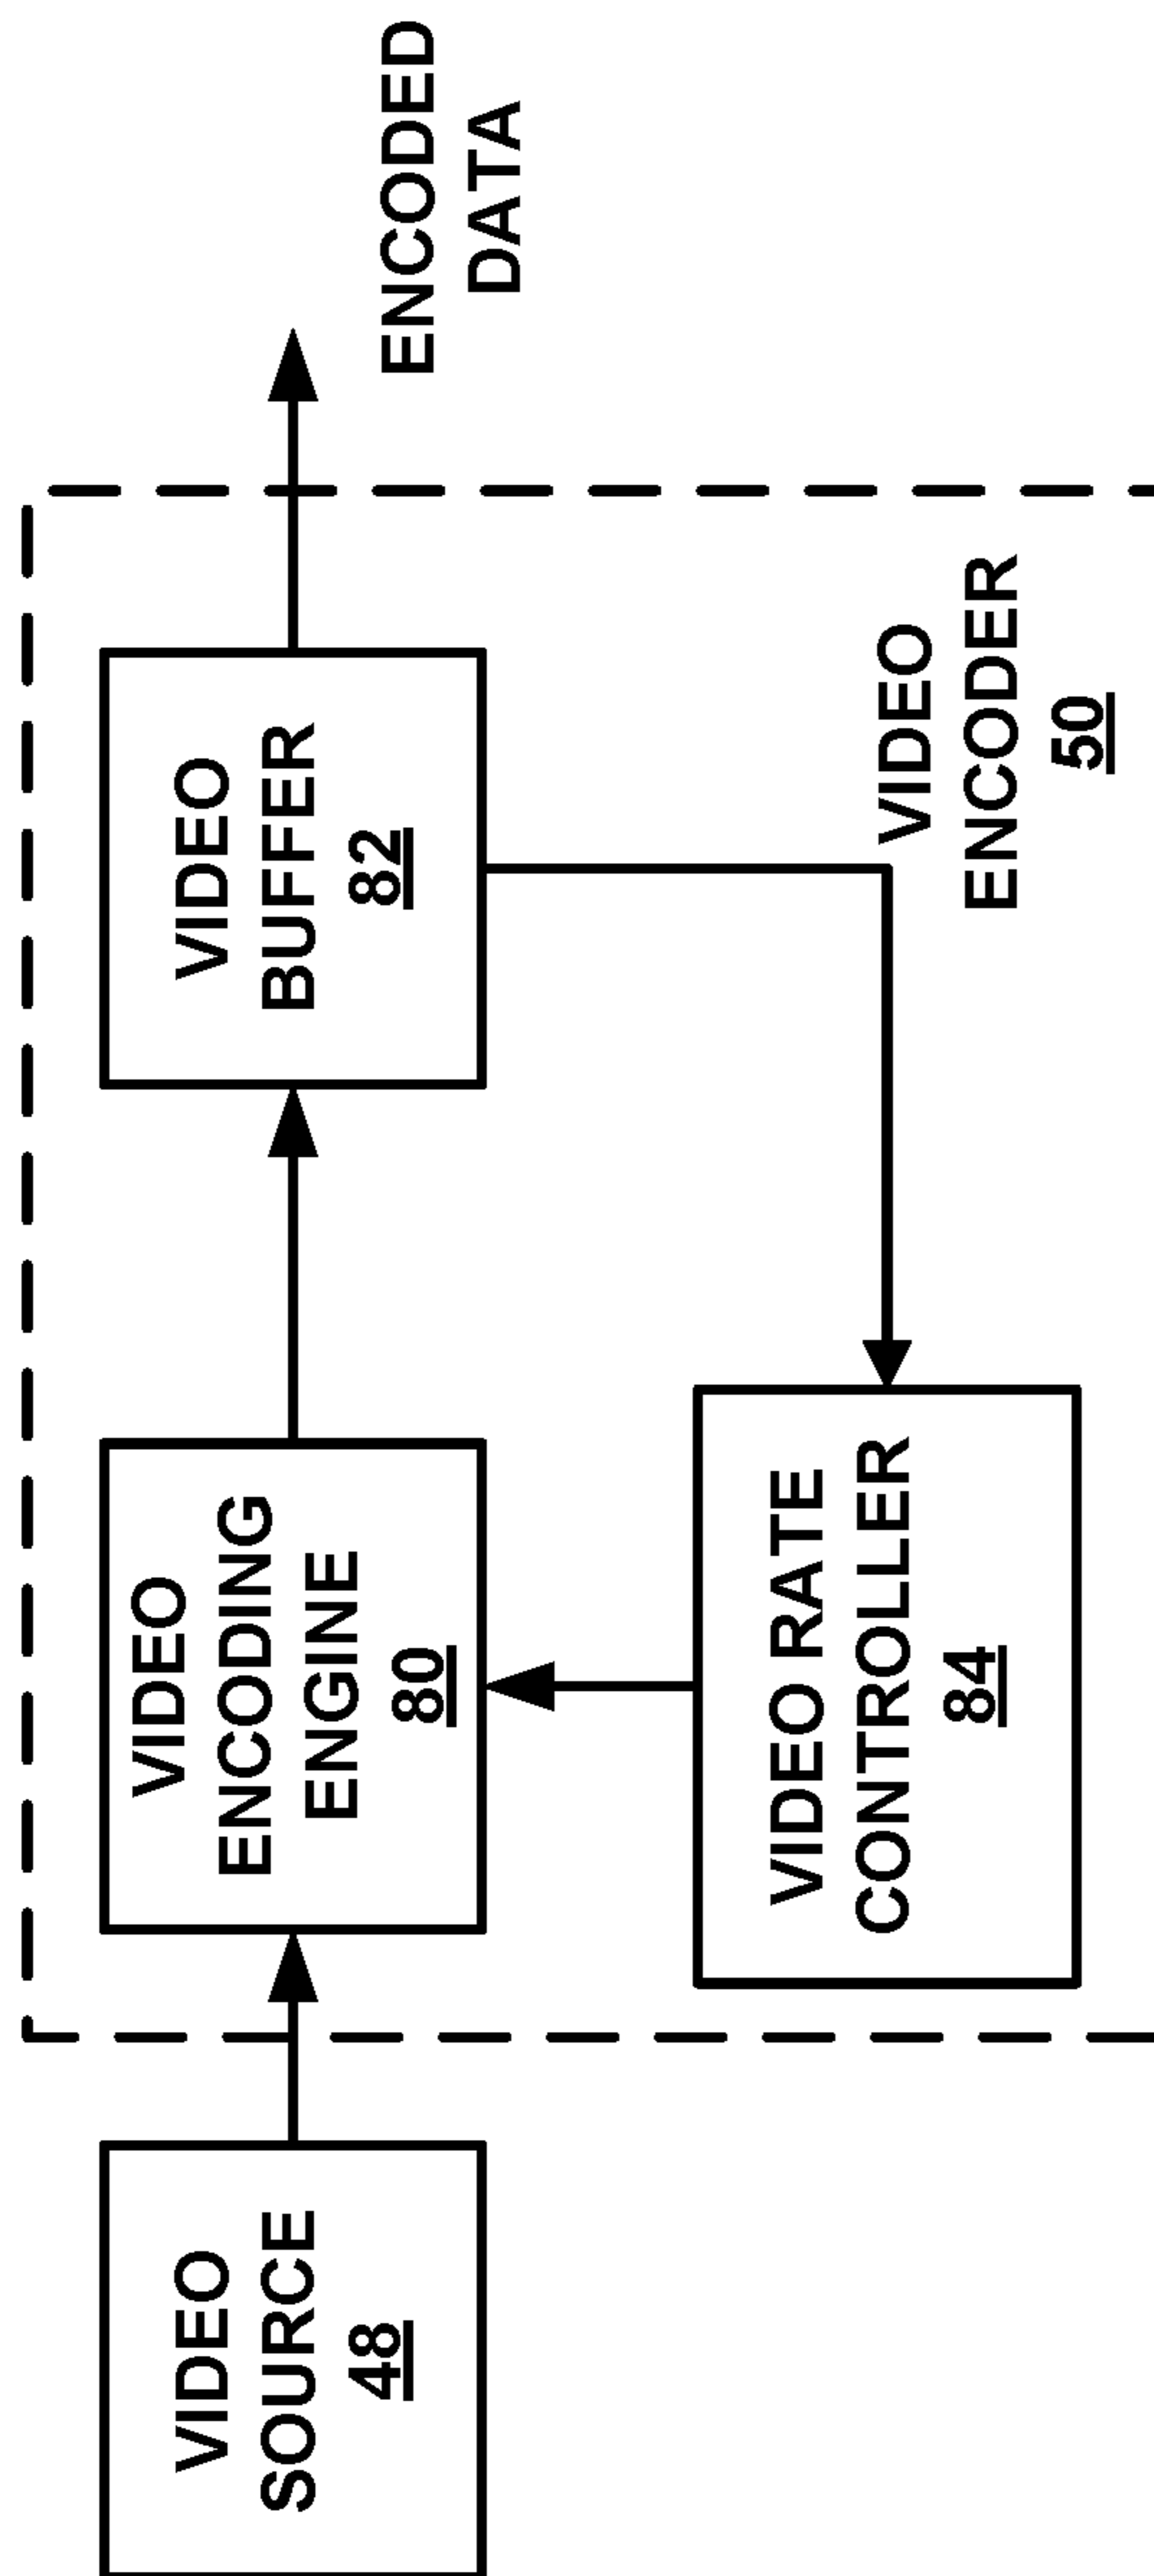 VIDEO
SOURCE
48
VIDEO
ENCODING
ENGINE
80
VIDEO
BUFFER
82
ENCODED
DATA
VIDEO RATE
CONTROLLER
84
VIDEO
ENCODER
50